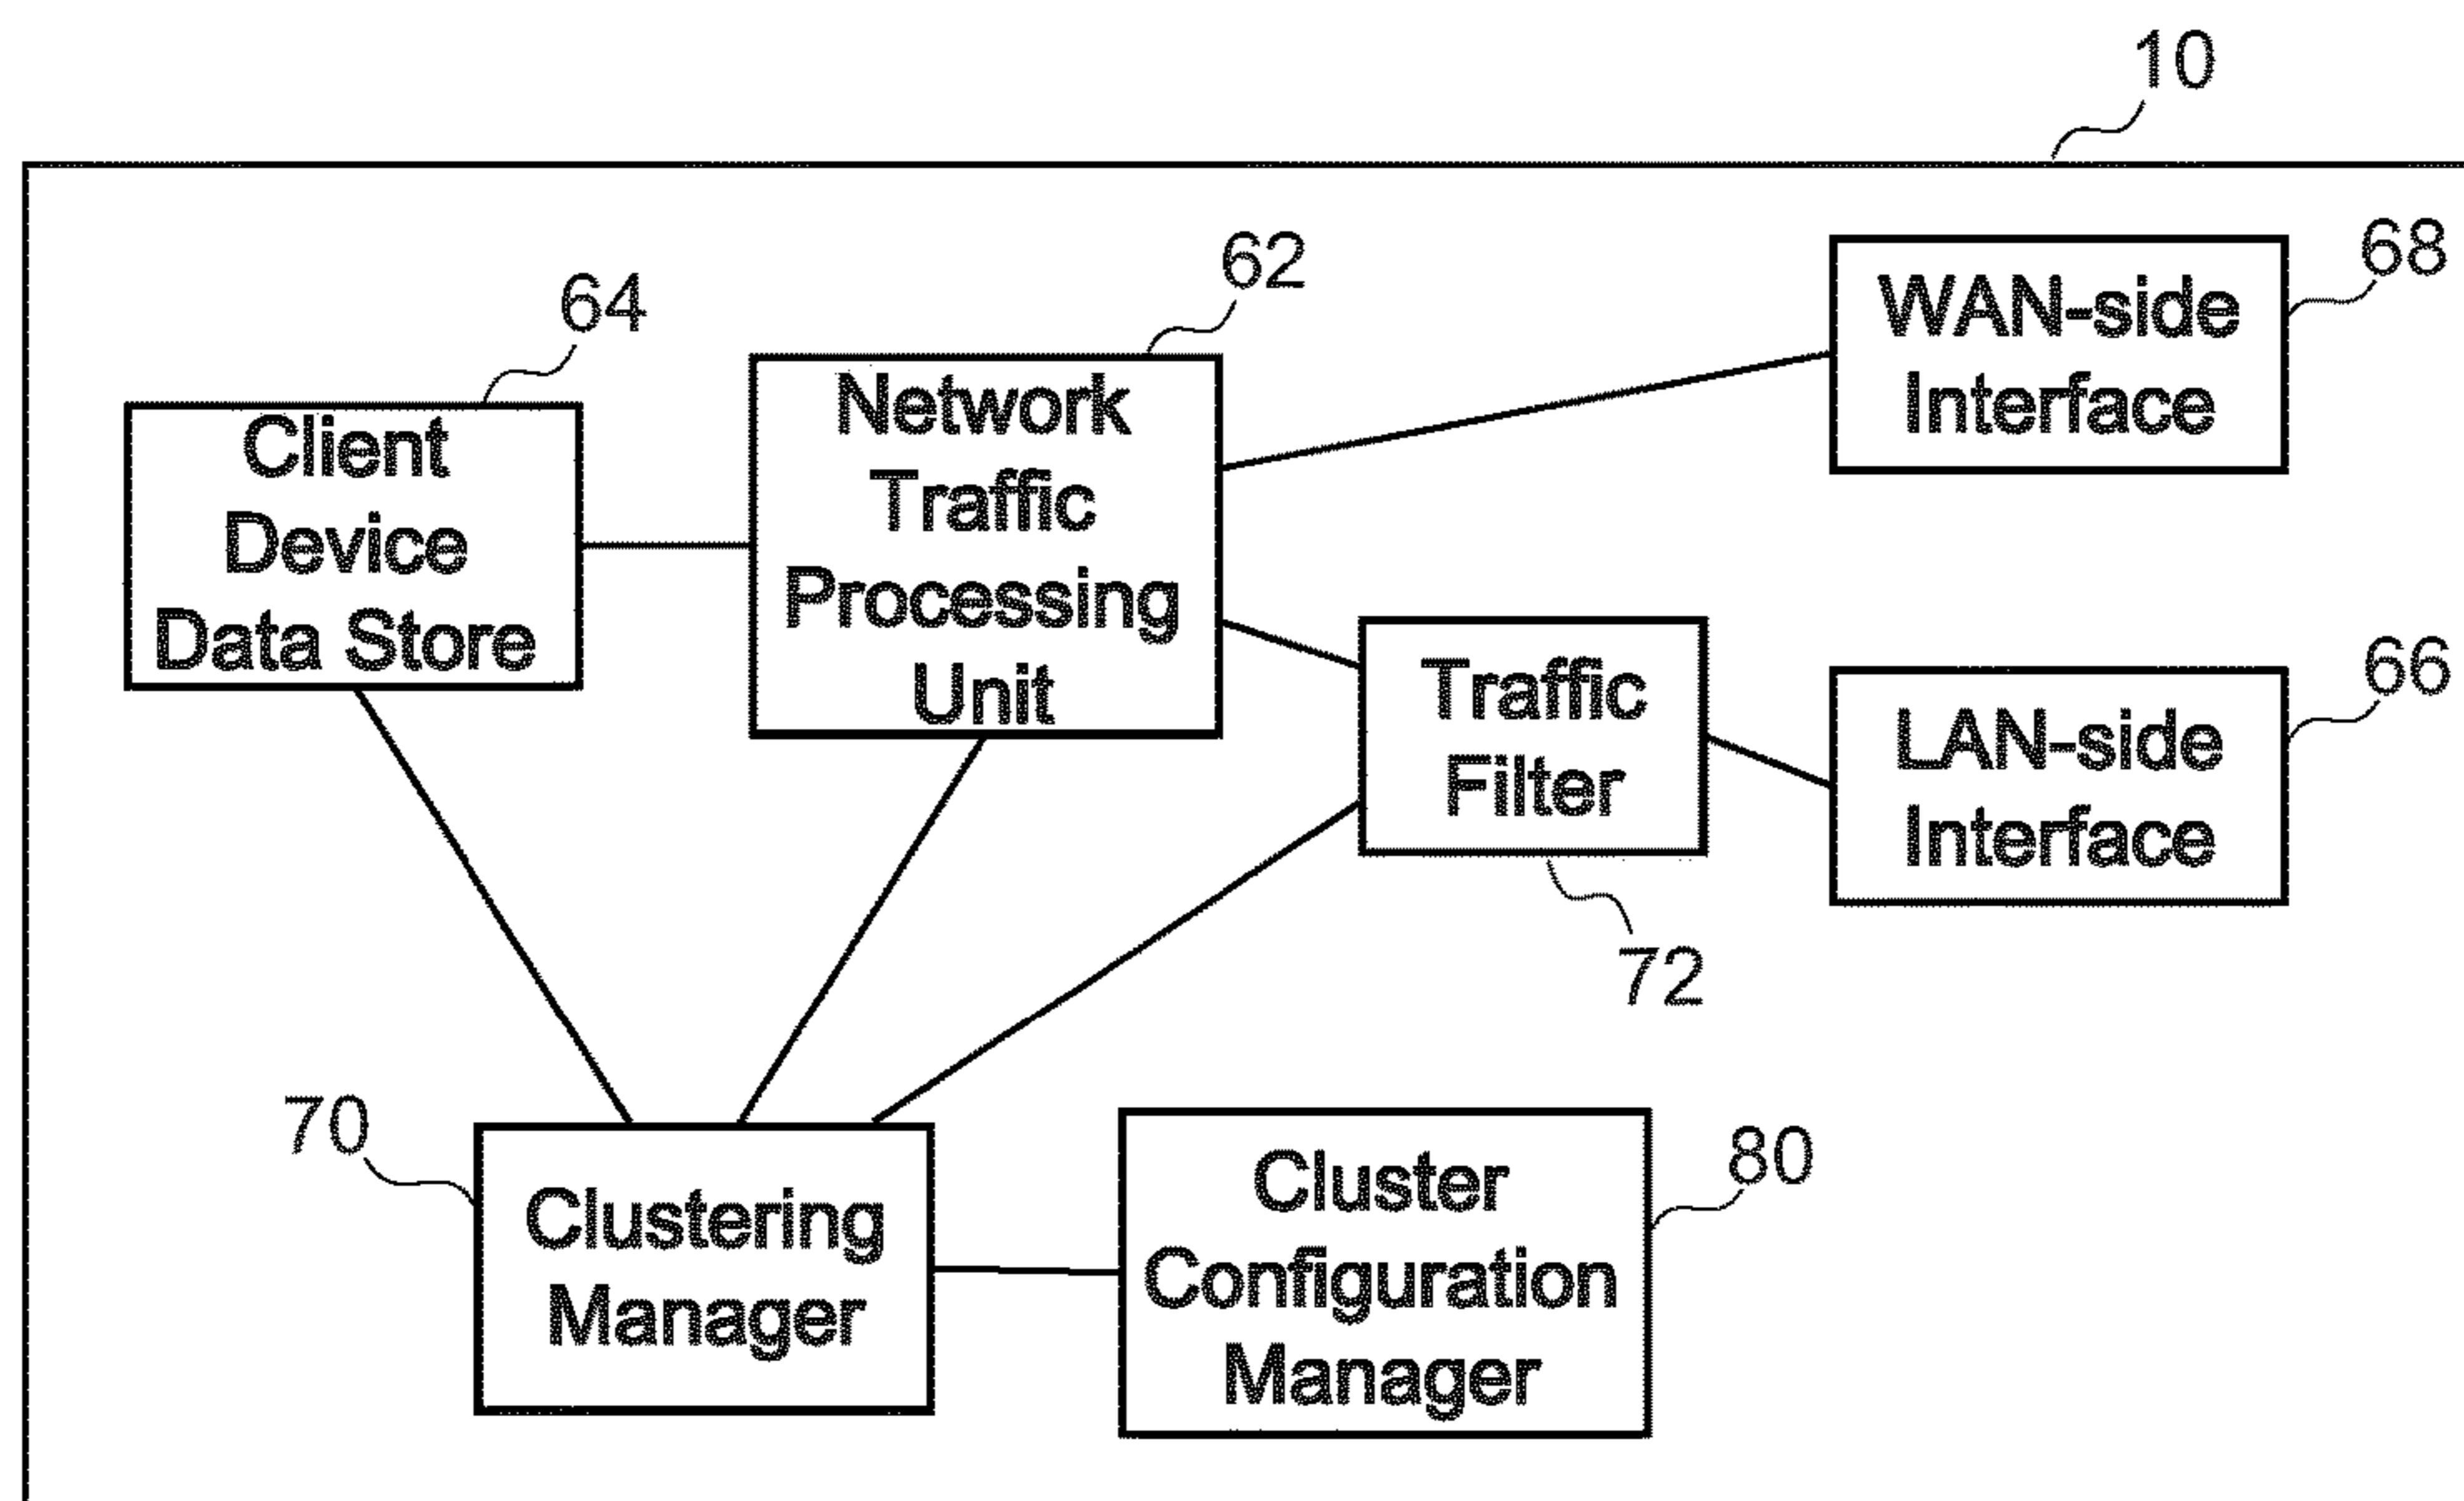 10
68
WAN-side
Interface
62
Network
Traffic
Processing
Unit
64
Client
Device
Data Store
Traffic
Filter
72
66
LAN-side
Interface
70
Clustering
Manager
80
Cluster
Configuration
Manager